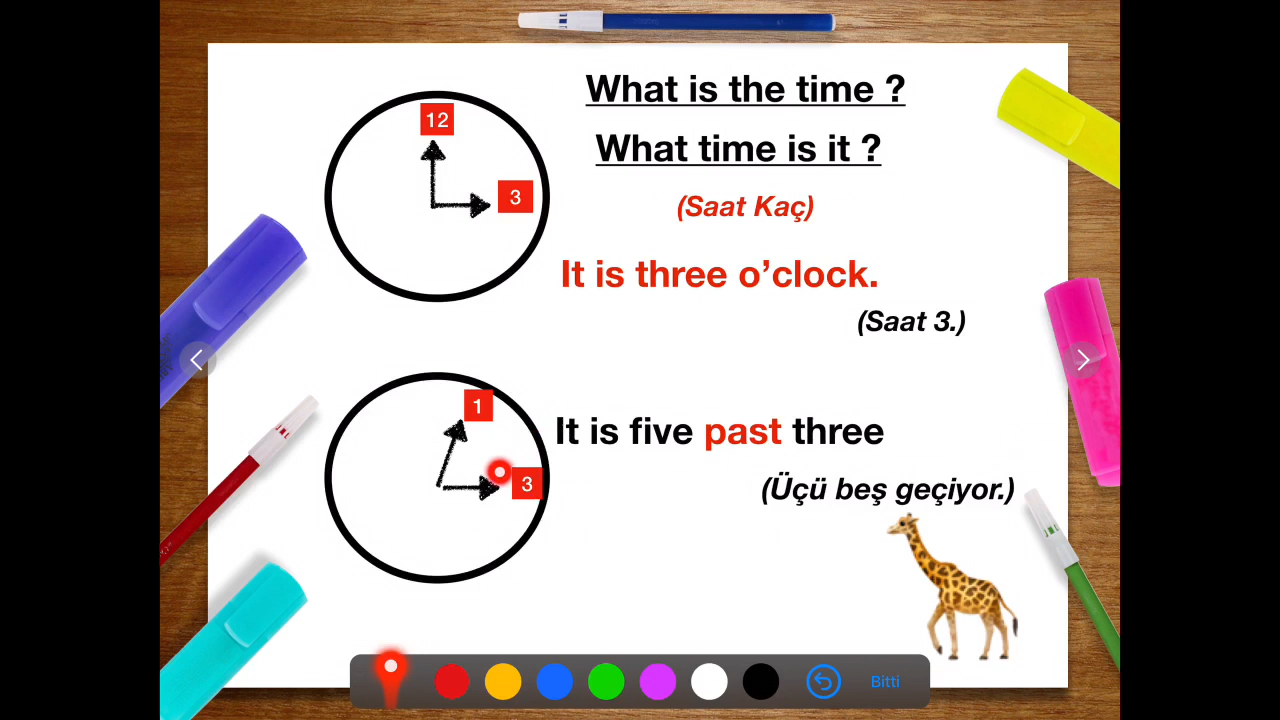 What is the time ?
12
What time is it ?
3
(Saat Kaç)
It is three o’clock.
(Saat 3.)
1
It is five past three
3
(Üçü beş geçiyor.)
Bitti